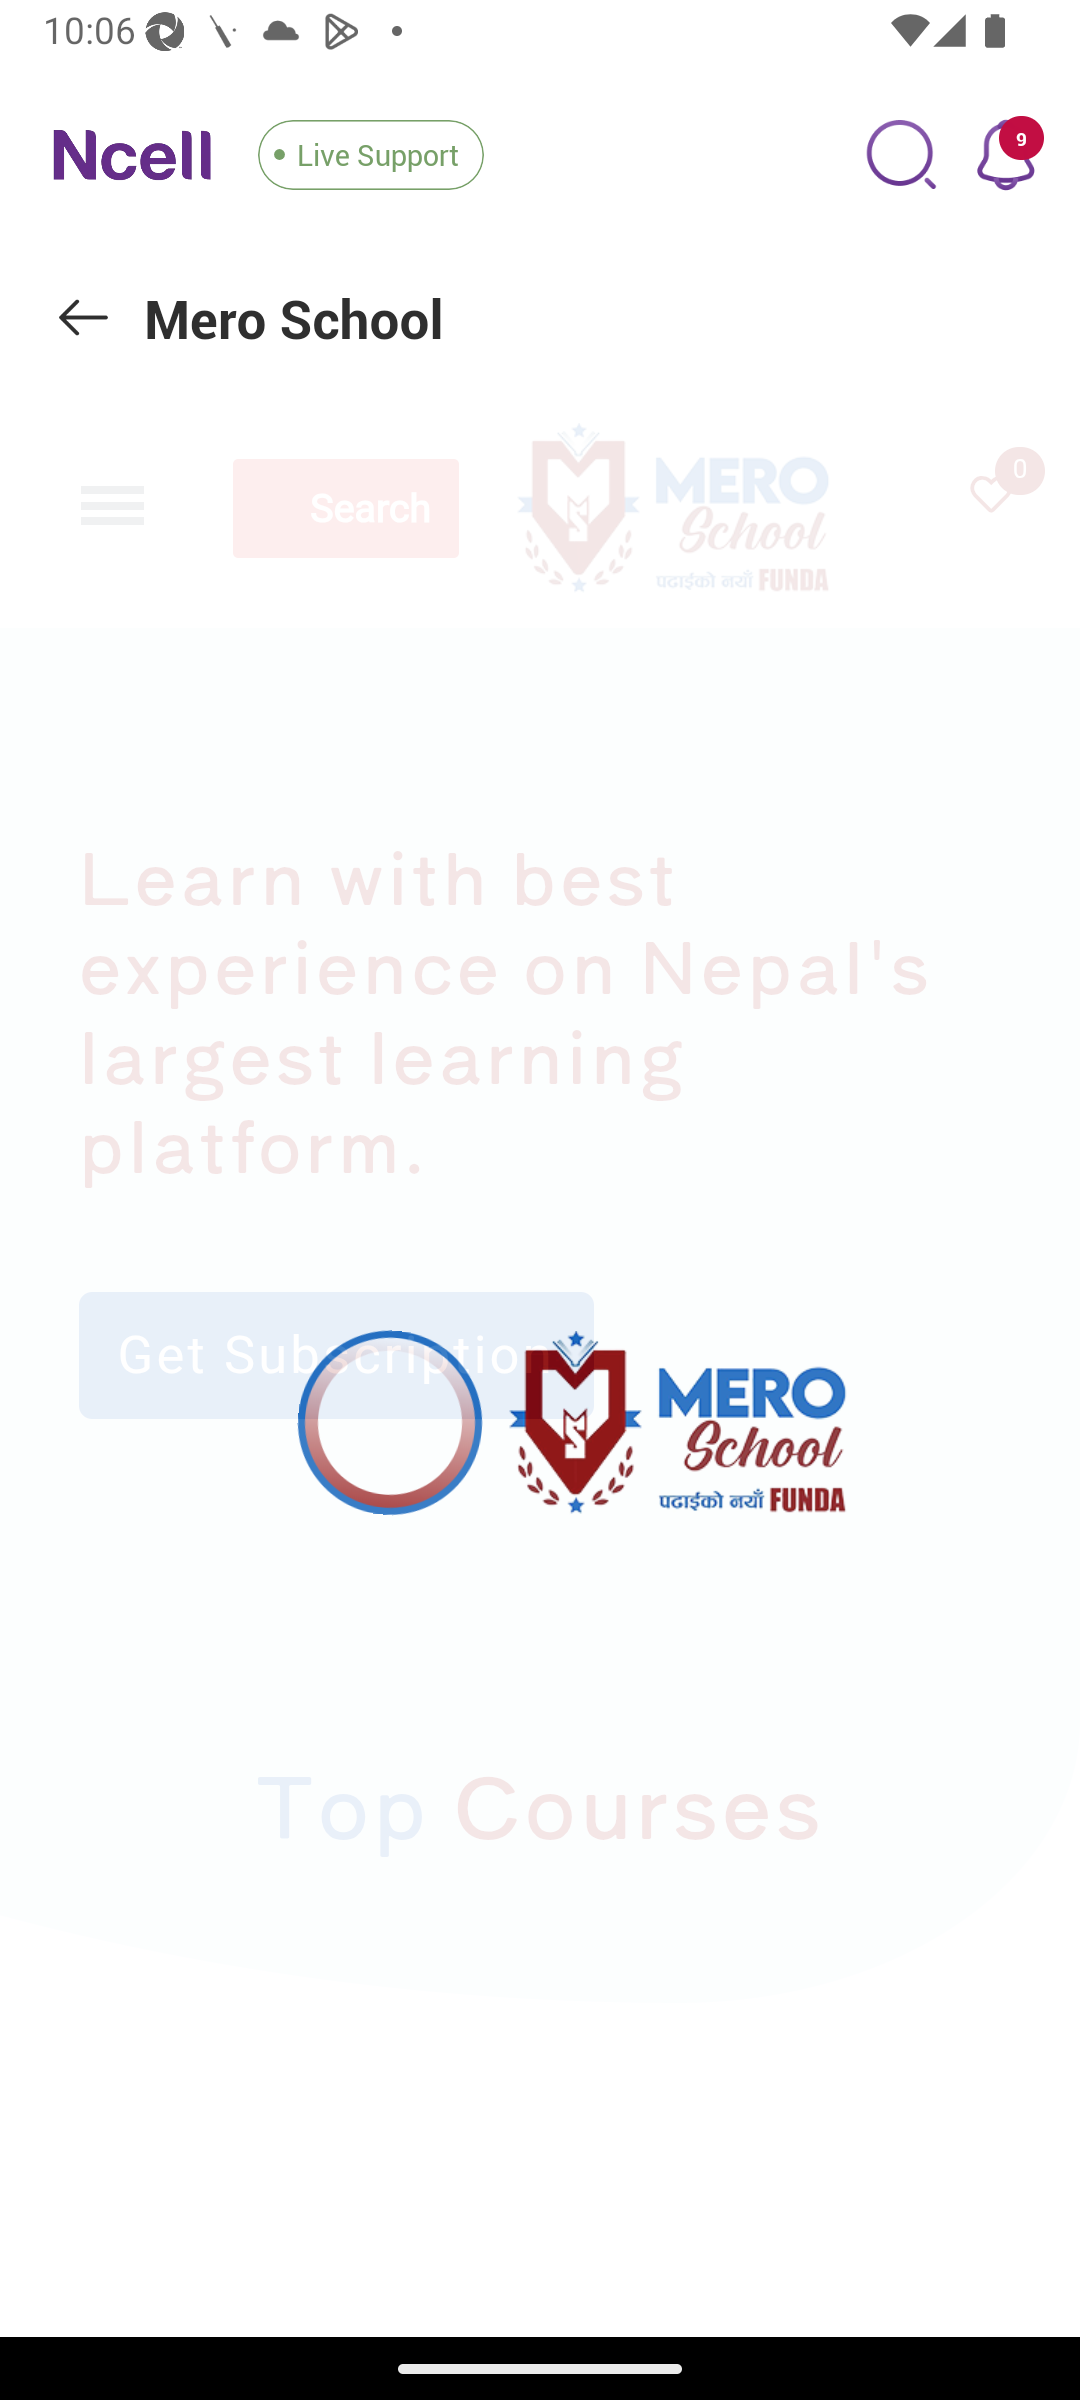 10:06
Ncell
Live Support
9
Mero School
Search
MERO
School
पढाईको नयाँ FUNDA
0
Learn with best
experience on Nepal's
largest learning
platform.
Get Subscription
MERO
School
पढाईको नयाँ FUNDA
Top Courses